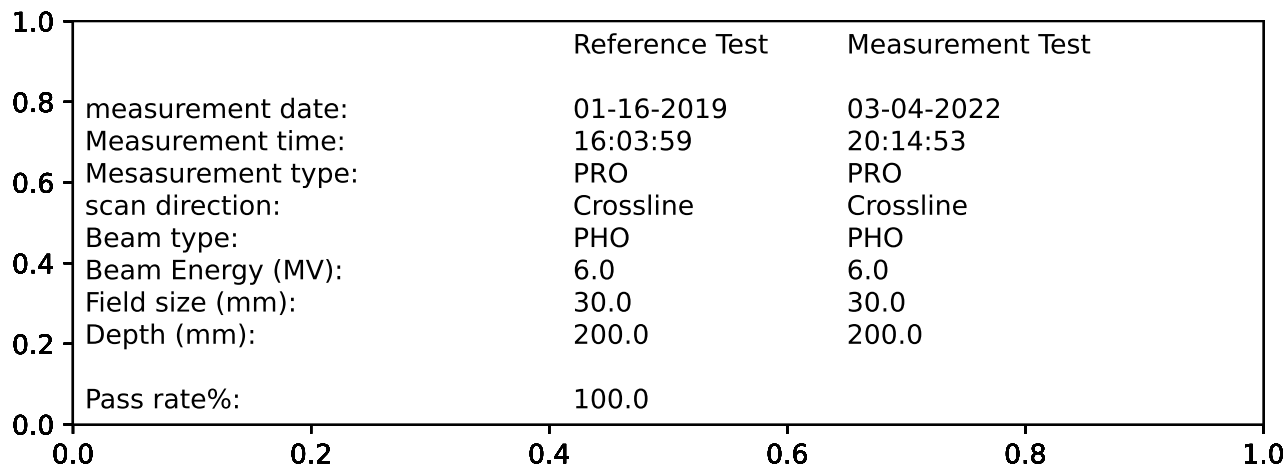 Reference Test Measurement Test
measurement date: 01-16-2019 03-04-2022
Measurement time: 16:03:59 20:14:53
Mesasurement type: PRO PRO
scan direction: Crossline Crossline
Beam type: PHO PHO
Beam Energy (MV): 6.0 6.0
Field size (mm): 30.0 30.0
Depth (mm): 200.0 200.0
Pass rate%: 100.0
1.0
0.8
0.6
0.4
0.2
0.0
0.0 0.2 0.4 0.6 0.8 1.0